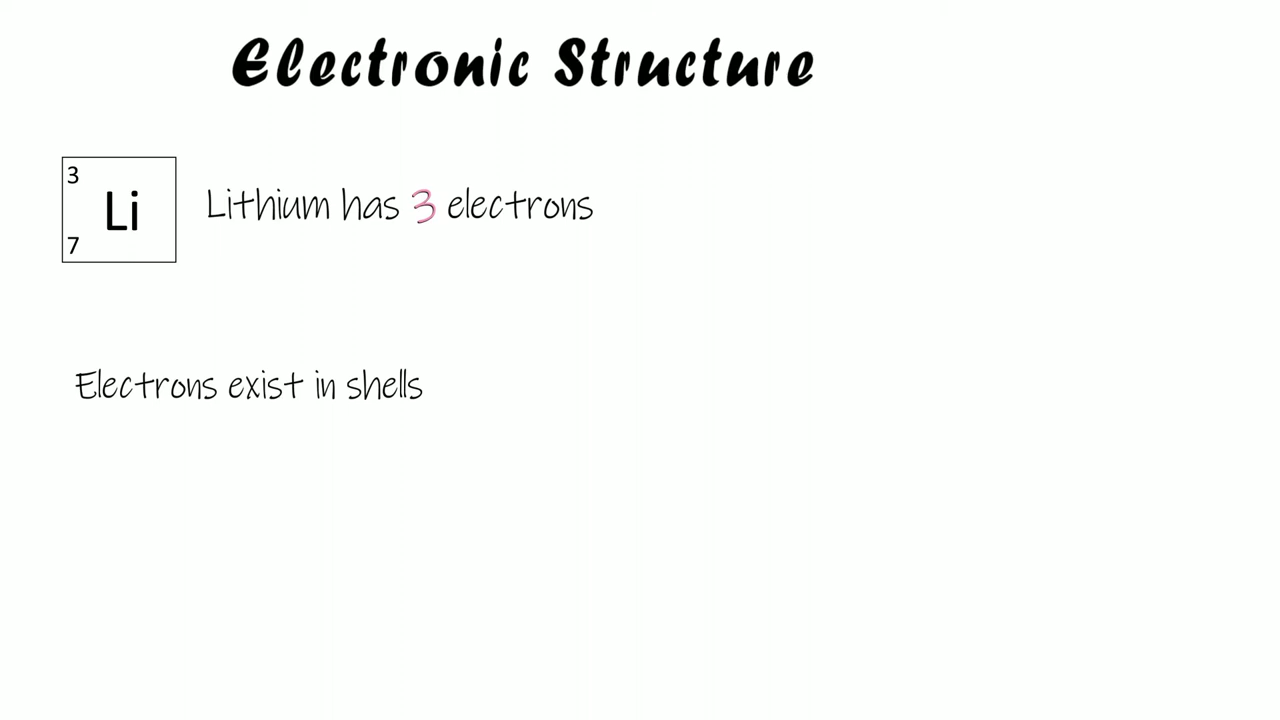 Electronic Structure
3
Li
7
Lithium has 3 electrons
Electrons exist in shells